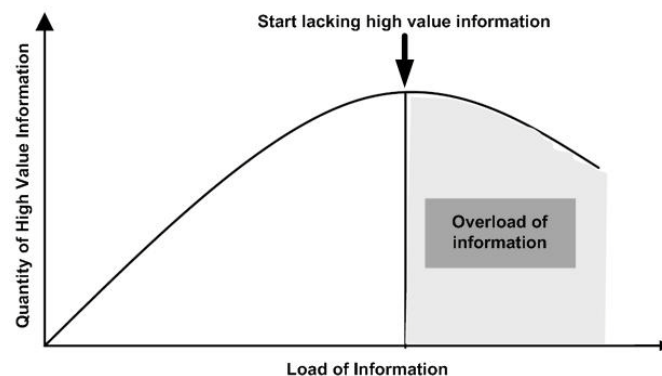 Start lacking high value information
Quantity of High Value Information
Overload of
information
Load of Information